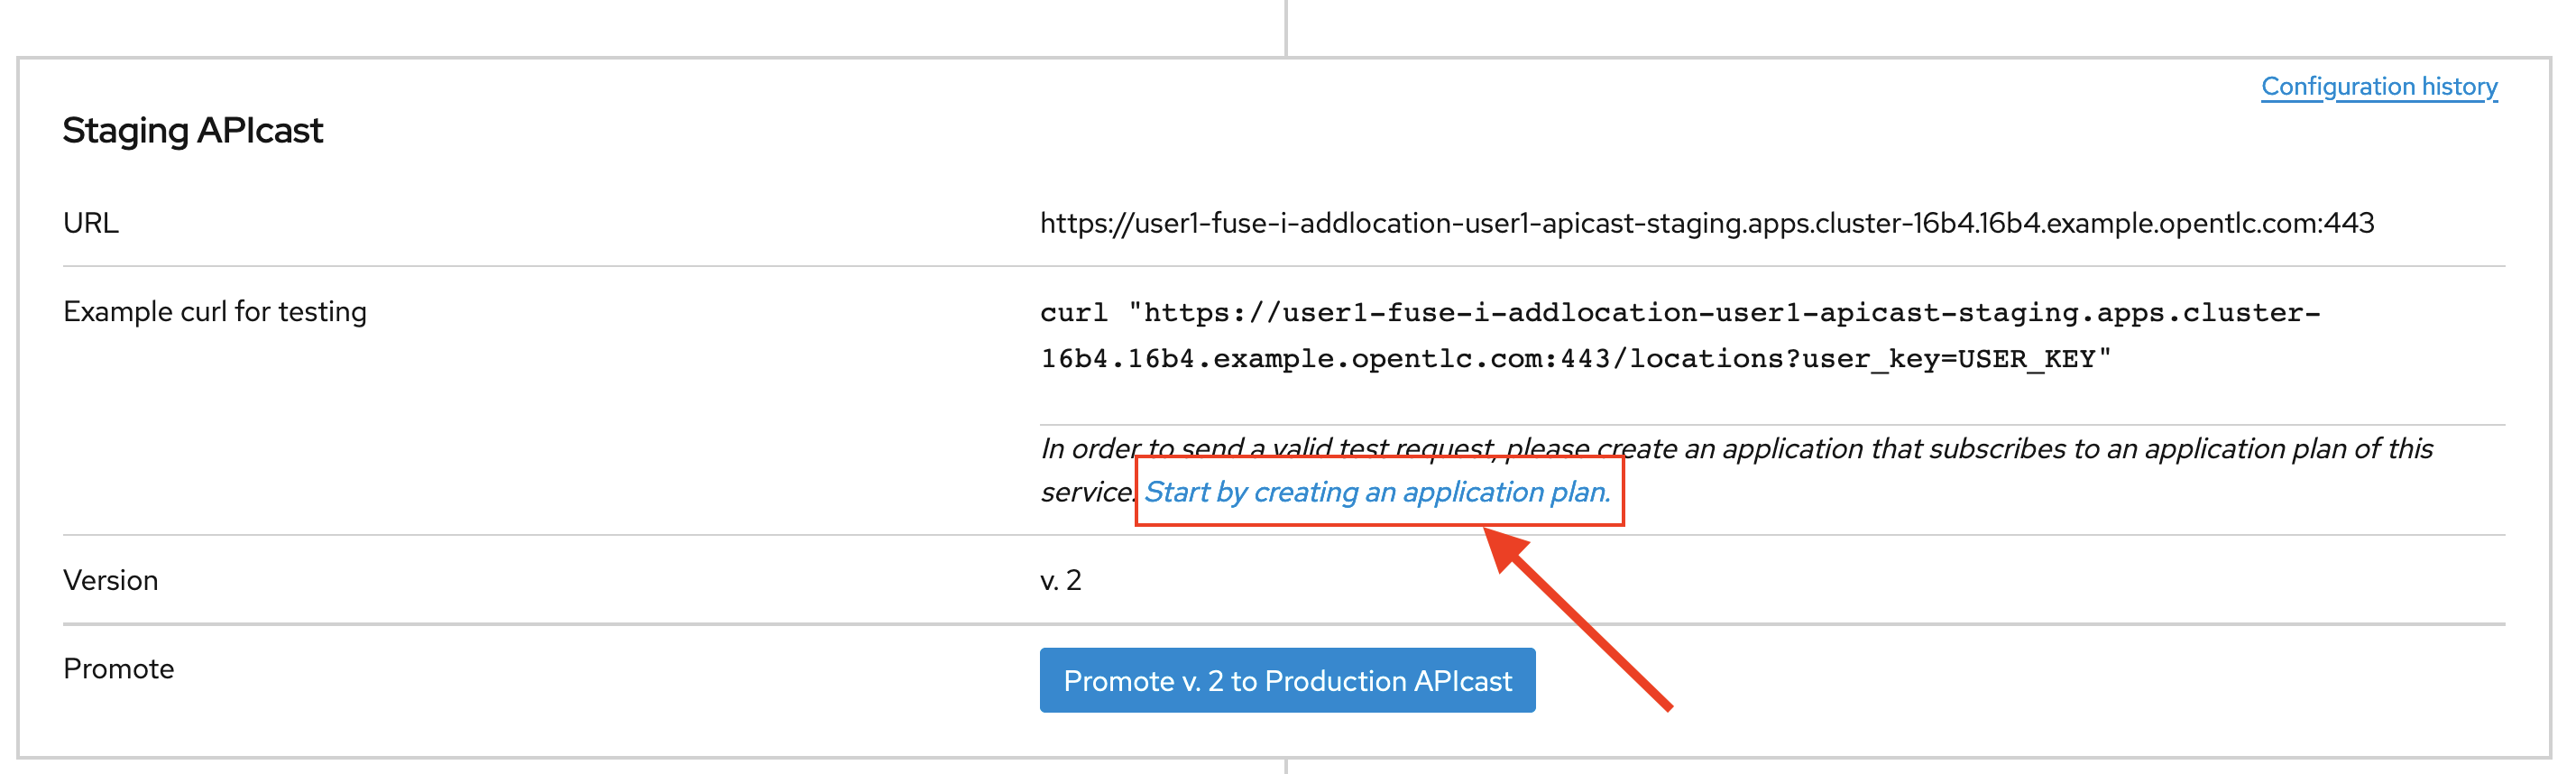 Configuration history
Staging APIcast
URL
https://user1-fuse-i-addlocation-user1-apicast-staging.apps.cluster-16b4.16b4.example.opentlc.com:443
Example curl for testing
curl "https://user1-fuse-i-addlocation-user1-apicast-staging.apps.cluster-
16b4.16b4.example.opentlc.com:443/locations?user_key=USER_KEY"
In order to send a valid test request, please create an application that subscribes to an application plan of this
service. Start by creating an application plan.
Version
v. 2
Promote
Promote v. 2 to Production APIcast